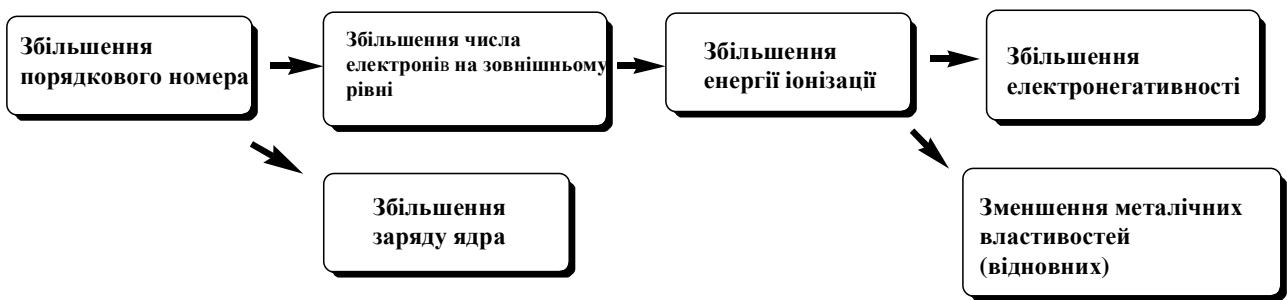 Збільшення
порядкового номера
Збільшення числа
електронів на зовнішньому
рівні
Збільшення
енергії іонізації
Збільшення
електронегативності
Збільшення
заряду ядра
Зменшення металічних
властивостей
(відновних)